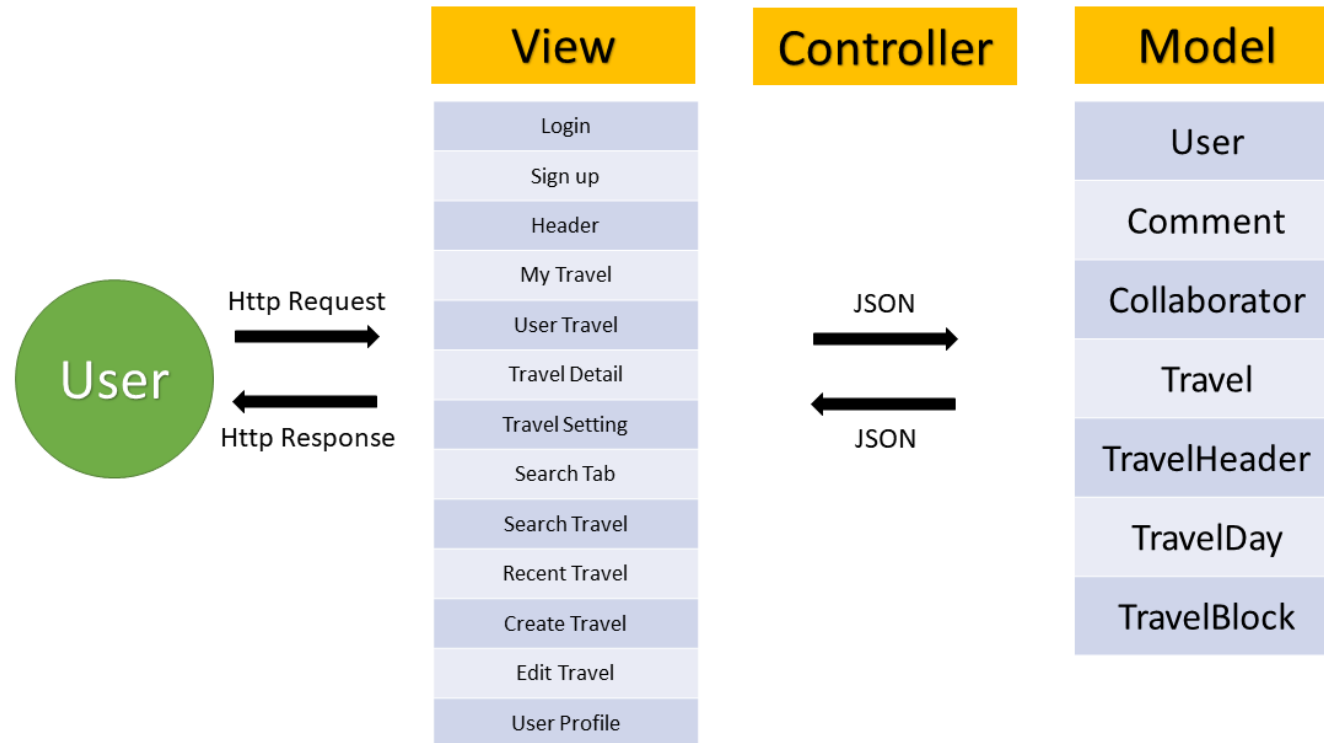 View
Controller
Model
Login
Sign up
Header
My Travel
User Travel
Travel Detail
Travel Setting
Search Tab
Search Travel
Recent Travel
Create Travel
Edit Travel
User Profile
User
Http Request
Http Response
JSON
JSON
User
Comment
Collaborator
Travel
TravelHeader
TravelDay
TravelBlock